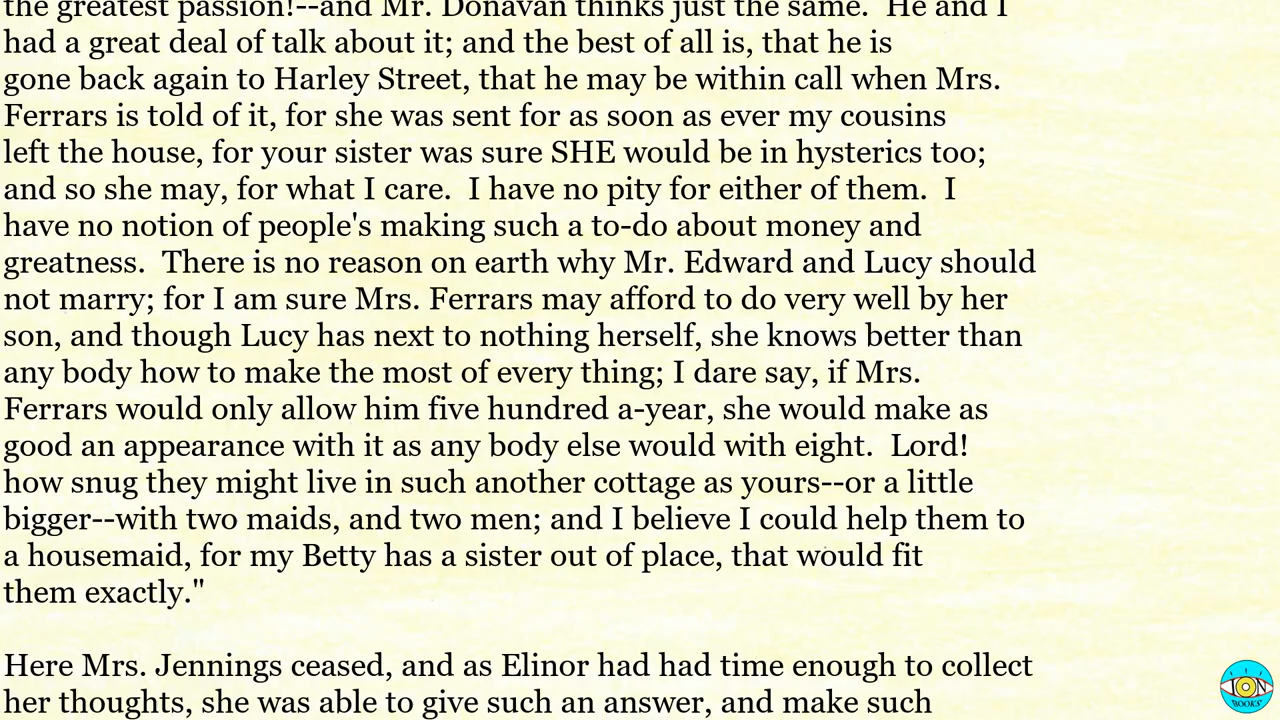 the greatest passion!--and Mr. Donavan thinks just the same.  He and I
had a great deal of talk about it; and the best of all is, that he is
gone back again to Harley Street, that he may be within call when Mrs.
Ferrars is told of it, for she was sent for as soon as ever my cousins
left the house, for your sister was sure SHE would be in hysterics too;
and so she may, for what I care.  I have no pity for either of them.  I
have no notion of people's making such a to-do about money and
greatness.  There is no reason on earth why Mr. Edward and Lucy should
not marry; for I am sure Mrs. Ferrars may afford to do very well by her
son, and though Lucy has next to nothing herself, she knows better than
any body how to make the most of every thing; I dare say, if Mrs.
Ferrars would only allow him five hundred a-year, she would make as
good an appearance with it as any body else would with eight.  Lord!
how snug they might live in such another cottage as yours--or a little
bigger--with two maids, and two men; and I believe I could help them to
a housemaid, for my Betty has a sister out of place, that would fit
them exactly."

Here Mrs. Jennings ceased, and as Elinor had had time enough to collect
her thoughts, she was able to give such an answer, and make such
ION
BOOKS